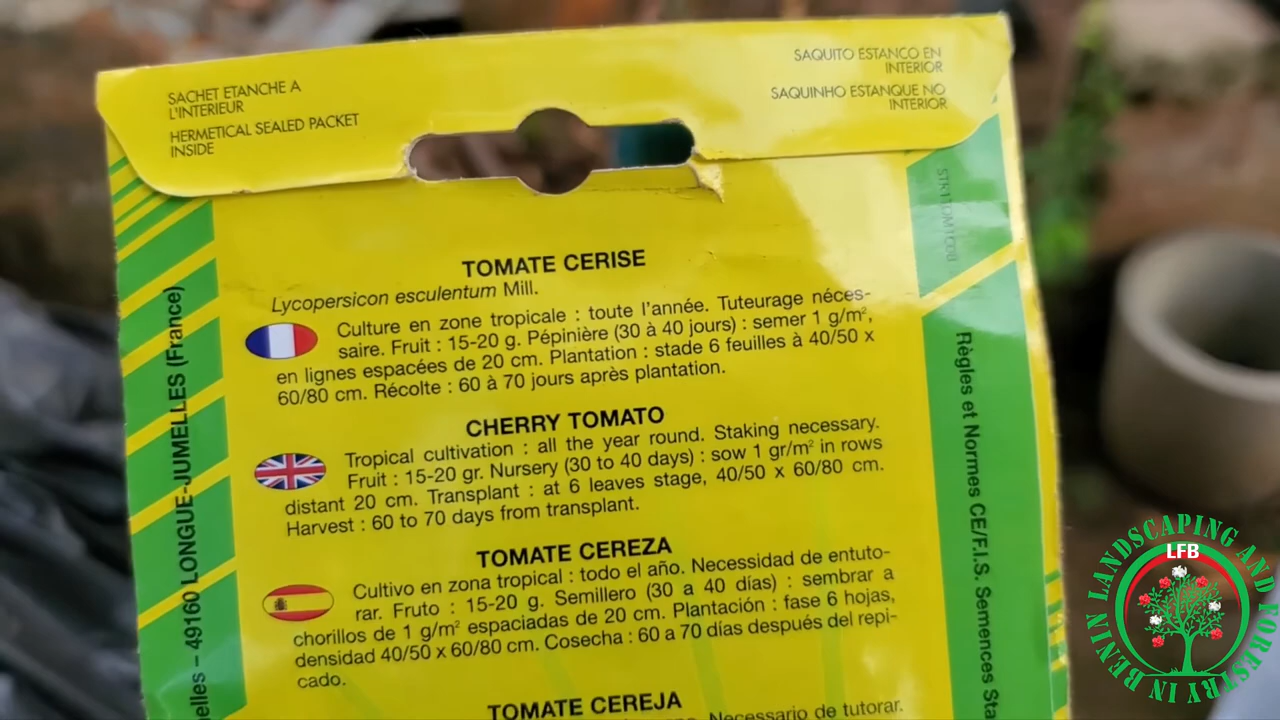 SACHET ETANCHE A
L'INTERIEUR
HERMETICAL SEALED PACKET
INSIDE
SAQUITO ESTANCO EN
INTERIOR
SAQUINHO ESTANQUE NO
INTERIOR
TOMATE CERISE
Lycopersicon esculentum Mill.
Culture en zone tropicale : toute l'année. Tuteurage néces-
saire. Fruit : 15-20 g. Pépinière (30 à 40 jours) : semer 1 g/m²,
en lignes espacées de 20 cm. Plantation : stade 6 feuilles à 40/50 x
60/80 cm. Récolte : 60 à 70 jours après plantation.
CHERRY TOMATO
Tropical cultivation : all the year round. Staking necessary.
Fruit : 15-20 gr. Nursery (30 to 40 days) : sow 1 gr/m² in rows
distant 20 cm. Transplant : at 6 leaves stage, 40/50 x 60/80 cm.
Harvest : 60 to 70 days from transplant.
TOMATE CEREZA
Cultivo en zona tropical : todo el año. Necessidad de entuto-
rar. Fruto : 15-20 g. Semillero (30 a 40 días) : sembrar a
chorillos de 1 g/m² espaciadas de 20 cm. Plantación : fase 6 hojas,
densidad 40/50 x 60/80 cm. Cosecha : 60 a 70 días después del repi-
cado.
TOMATE CEREJA
Necessario de tutorar.
elles – 49160 LONGUE-JUMELLES (France)
Règles et Normes CE/F.I.S. Semences Sta
LFB
LANDSCAPING AND FORESTRY IN BENIN